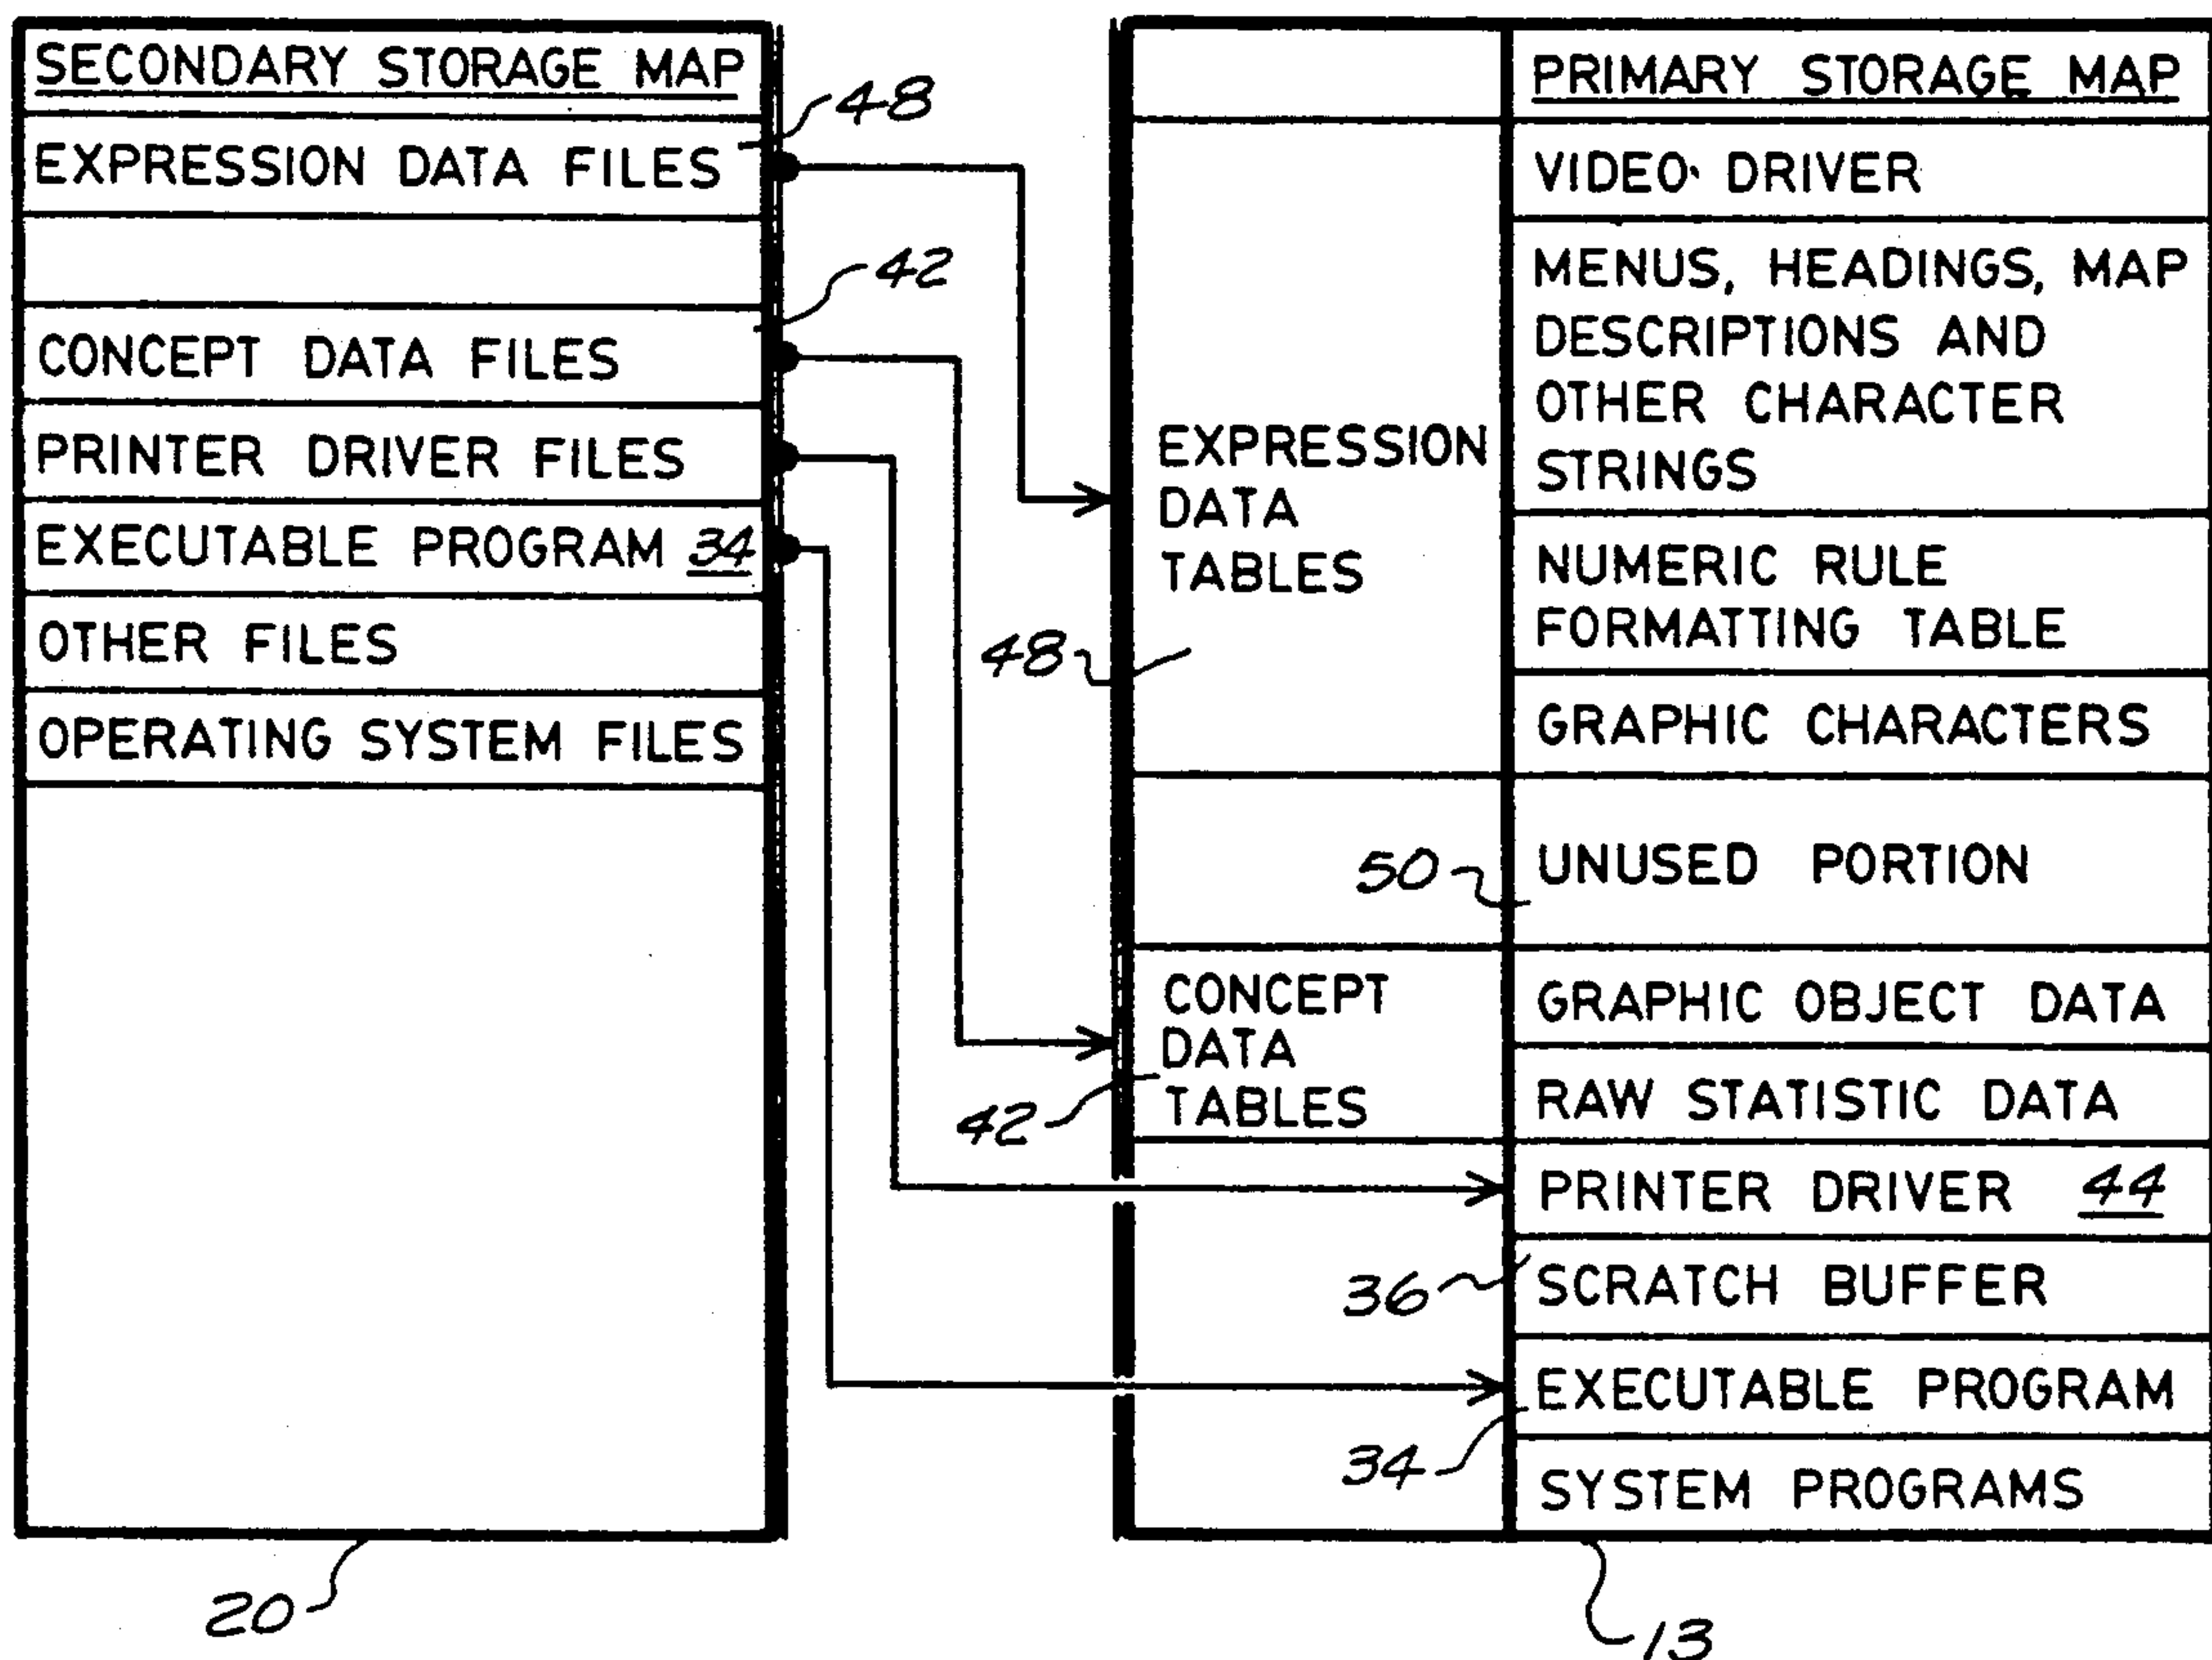 SECONDARY STORAGE MAP
48
EXPRESSION DATA FILES
42
CONCEPT DATA FILES
PRINTER DRIVER FILES
EXECUTABLE PROGRAM 34
OTHER FILES
OPERATING SYSTEM FILES
20
EXPRESSION
DATA
TABLES
48
CONCEPT
DATA
TABLES
42
PRIMARY STORAGE MAP
VIDEO DRIVER
MENUS, HEADINGS, MAP
DESCRIPTIONS AND
OTHER CHARACTER
STRINGS
NUMERIC RULE
FORMATTING TABLE
GRAPHIC CHARACTERS
50
UNUSED PORTION
GRAPHIC OBJECT DATA
RAW STATISTIC DATA
PRINTER DRIVER 44
36
SCRATCH BUFFER
EXECUTABLE PROGRAM
34
SYSTEM PROGRAMS
13